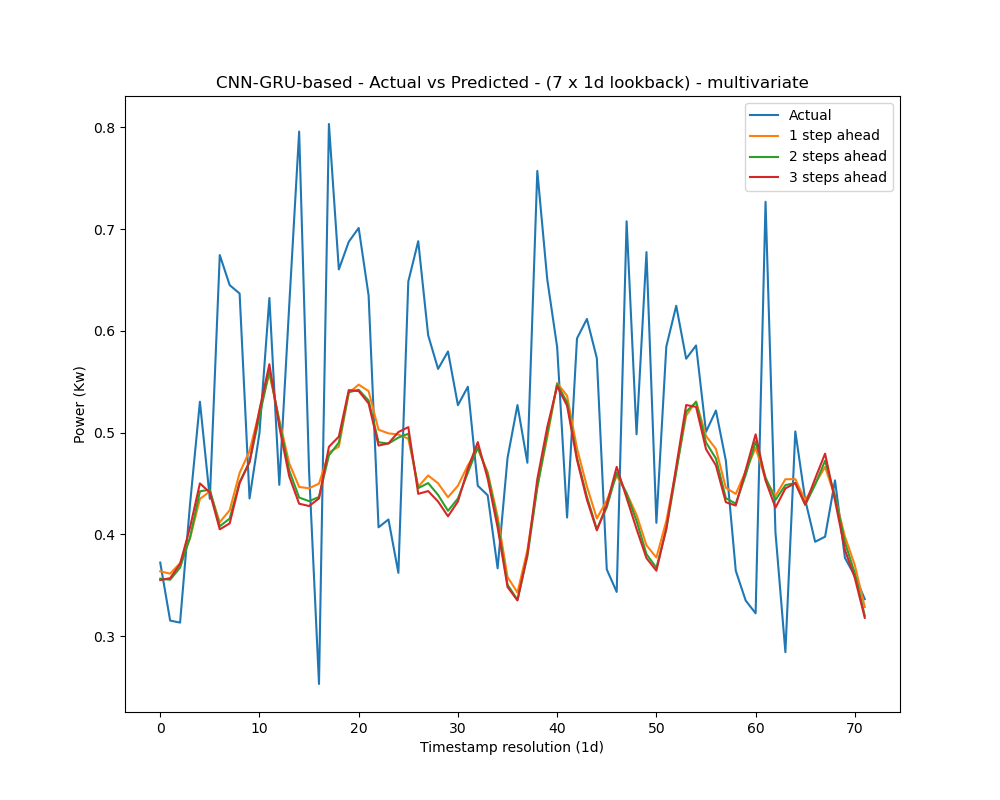 CNN-GRU-based - Actual vs Predicted - (7 x 1d lookback) - multivariate
Actual
1 step ahead
2 steps ahead
3 steps ahead
0.8
0.7
0.6
0.5
0.4
0.3
Power (Kw)
0 10 20 30 40 50 60 70
Timestamp resolution (1d)